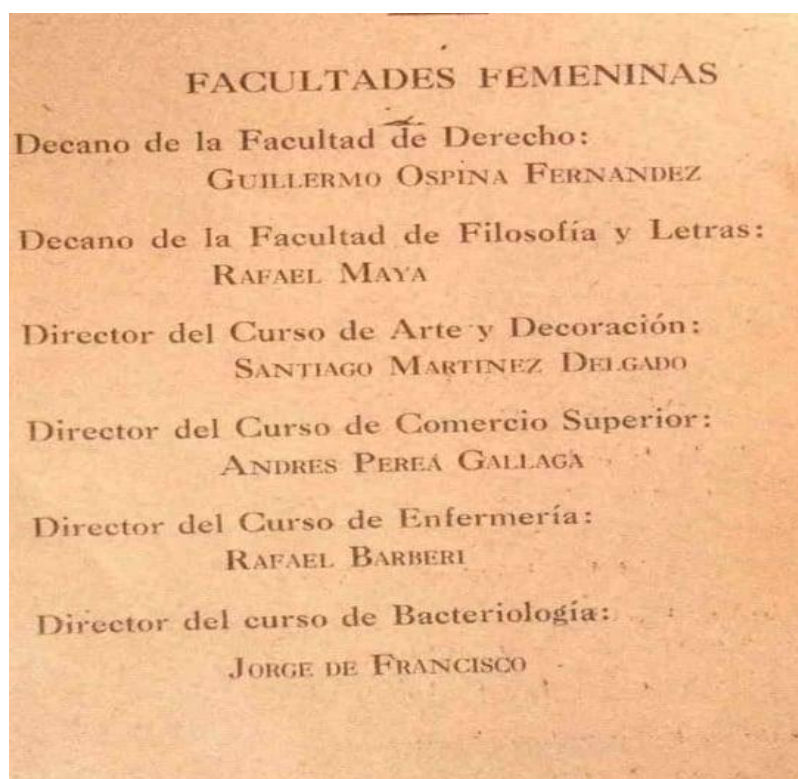 FACULTADES FEMENINAS
Decano de la Facultad de Derecho:
GUILLERMO OSPINA FERNANDEZ
Decano de la Facultad de Filosofía y Letras:
RAFAEL MAYA
Director del Curso de Arte y Decoración:
SANTIAGO MARTINEZ DELGADO
Director del Curso de Comercio Superior:
ANDRES PEREA GALLAGA
Director del Curso de Enfermería:
RAFAEL BARBERI
Director del curso de Bacteriología:
JORGE DE FRANCISCO